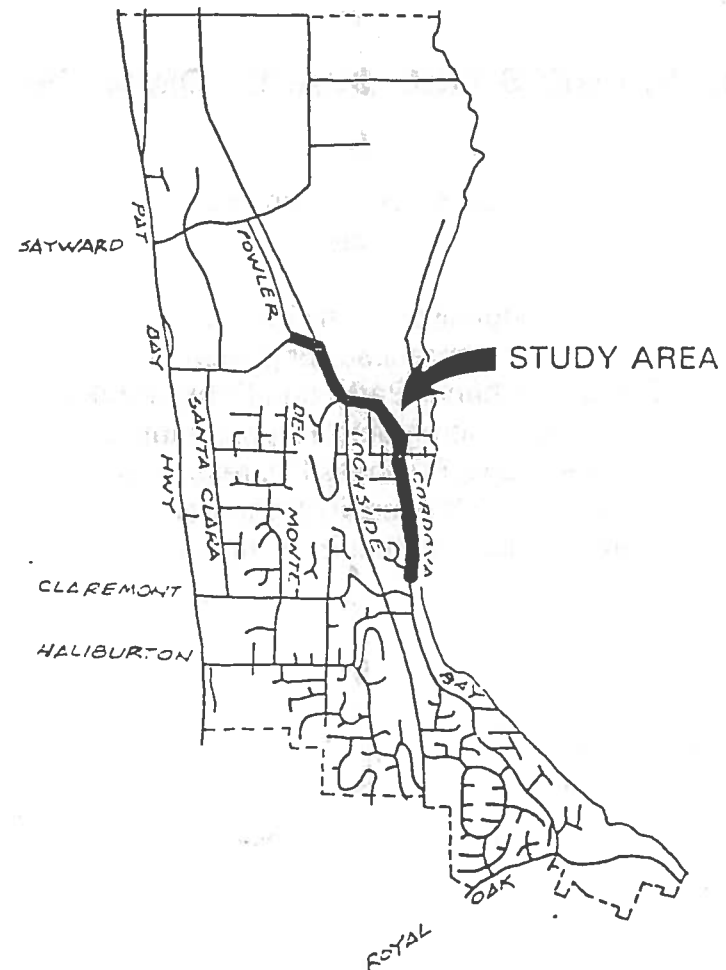 SAYWARD
PAT
BAY
HWY
FOWLER
STUDY AREA
SANTA CLARA
DEL
MONTE
LOCHSIDE
CORDOVA
BAY
CLAREMONT
HALIBURTON
ROYAL
OAK